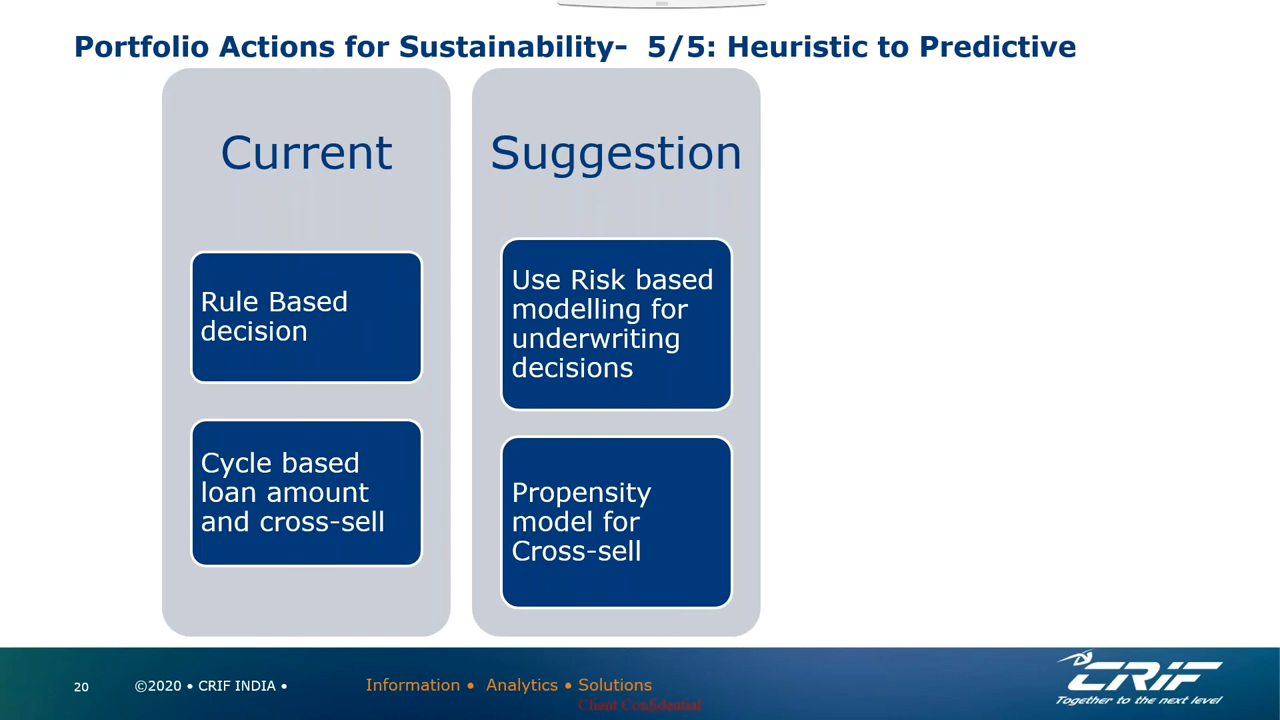 Portfolio Actions for Sustainability-  5/5: Heuristic to Predictive
Current
Rule Based
decision
Cycle based
loan amount
and cross-sell
Suggestion
Use Risk based
modelling for
underwriting
decisions
Propensity
model for
Cross-sell
20
©2020 • CRIF INDIA •
Information • Analytics • Solutions
Client Confidential
CRIF
Together to the next level